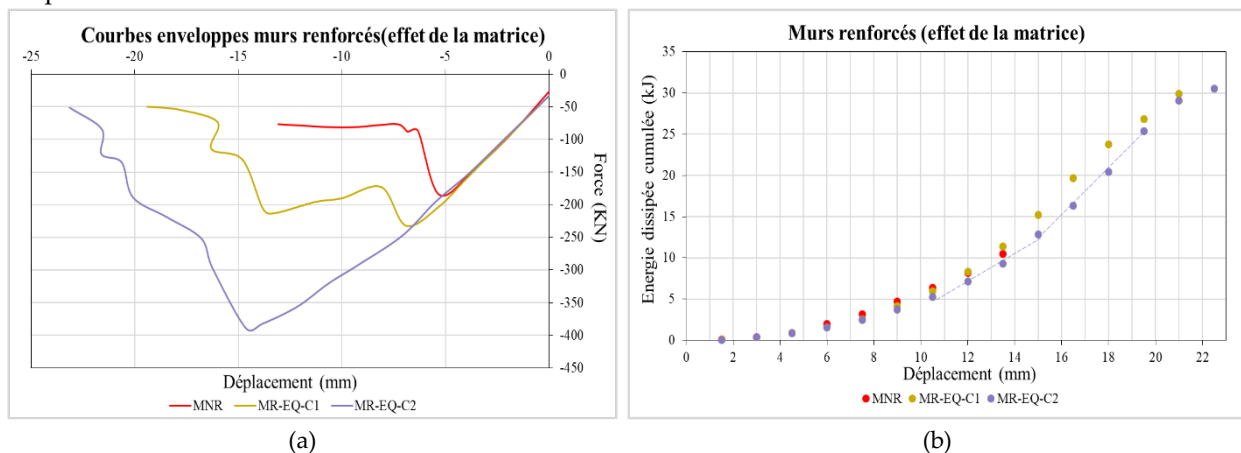 Courbes enveloppes murs renforcés(effet de la matrice)
-25 -20 -15 -10 -5 0
0
-50
-100
-150
-200
-250
-300
-350
-400
-450
Force (KN)
Déplacement (mm)
MNR MR-EQ-C1 MR-EQ-C2
(a)
Murs renforcés (effet de la matrice)
Energie dissipée cumulée (kJ)
35
30
25
20
15
10
5
0
0 2 4 6 8 10 12 14 16 18 20 22
Déplacement (mm)
MNR MR-EQ-C1 MR-EQ-C2
(b)